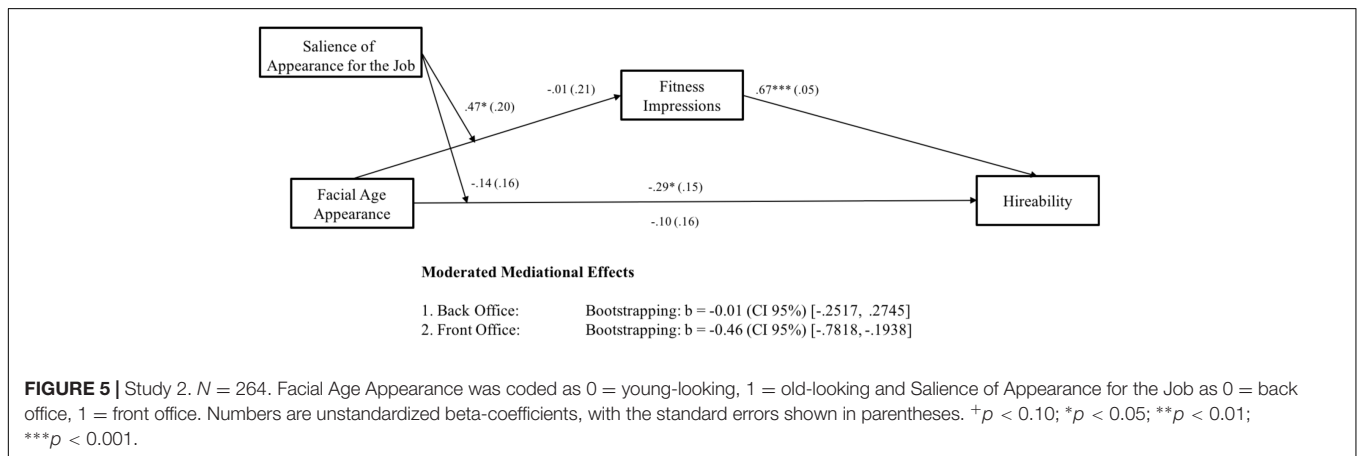 Salience of
Appearance for the Job
-.01 (.21)
Fitness
Impressions
.67*** (.05)
.47* (.20)
Facial Age
Appearance
-.14 (.16)
-.29* (.15)
-.10 (.16)
Hireability
Moderated Mediational Effects
1. Back Office: Bootstrapping: b = -0.01 (CI 95%) [-.2517, .2745]
2. Front Office: Bootstrapping: b = -0.46 (CI 95%) [-.7818, -.1938]
FIGURE 5 | Study 2. N = 264. Facial Age Appearance was coded as 0 = young-looking, 1 = old-looking and Salience of Appearance for the Job as 0 = back
office, 1 = front office. Numbers are unstandardized beta-coefficients, with the standard errors shown in parentheses. +p < 0.10; *p < 0.05; **p < 0.01;
***p < 0.001.